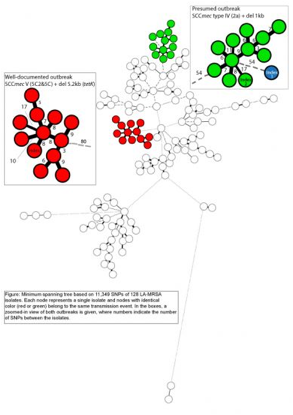 Presumed outbreak
SCCmec type IV (2a) + del 1kb
54
54
Well-documented outbreak
SCCmec V (5C2&5C) + del 5.2kb (tetK)
17
80
10
Figure: Minimum spanning tree based on 11,349 SNPs of 128 LA-MRSA
isolates. Each node represents a single isolate and nodes with identical
color (red or green) belong to the same transmission event. In the boxes, a
zoomed-in view of both outbreaks is given, where numbers indicate the number
of SNPs between the isolates.